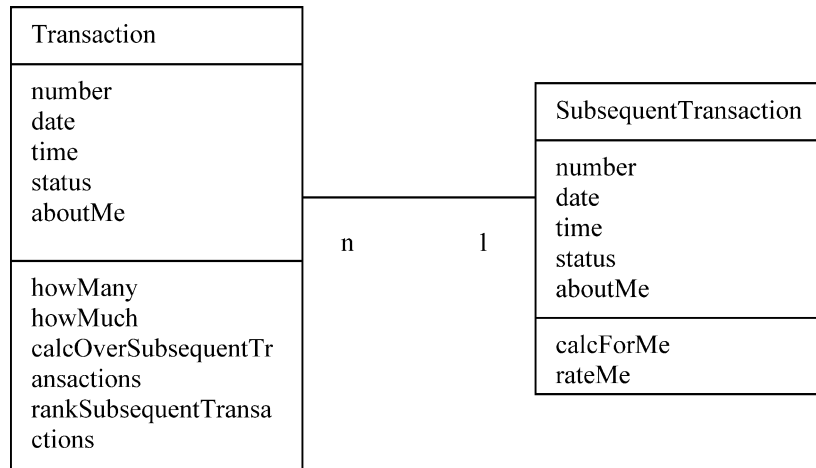 Transaction
number
date
time
status
aboutMe
howMany
howMuch
calcOverSubsequentTr
ansactions
rankSubsequentTransa
ctions
n
1
SubsequentTransaction
number
date
time
status
aboutMe
calcForMe
rateMe